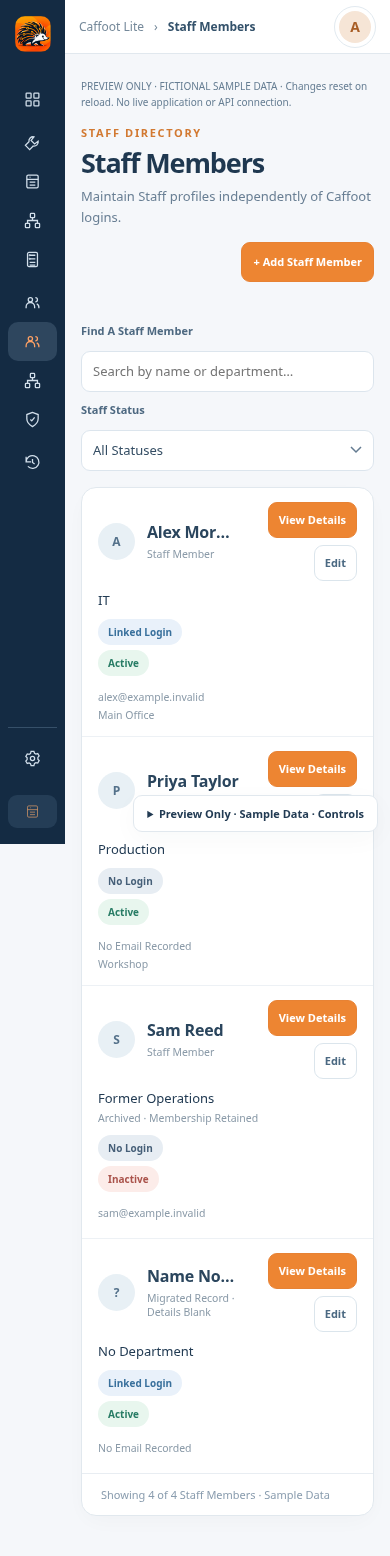 Caffoot Lite › Staff Members
A
PREVIEW ONLY · FICTIONAL SAMPLE DATA · Changes reset on
reload. No live application or API connection.
STAFF DIRECTORY
Staff Members
Maintain Staff profiles independently of Caffoot
logins.
+ Add Staff Member
Find A Staff Member
Search by name or department...
Staff Status
All Statuses
A
Alex Mor...
Staff Member
View Details
Edit
IT
Linked Login
Active
alex@example.invalid
Main Office
P
Priya Taylor
View Details
▶ Preview Only · Sample Data · Controls
Production
No Login
Active
No Email Recorded
Workshop
S
Sam Reed
Staff Member
View Details
Edit
Former Operations
Archived · Membership Retained
No Login
Inactive
sam@example.invalid
?
Name No...
Migrated Record ·
Details Blank
View Details
Edit
No Department
Linked Login
Active
No Email Recorded
Showing 4 of 4 Staff Members · Sample Data